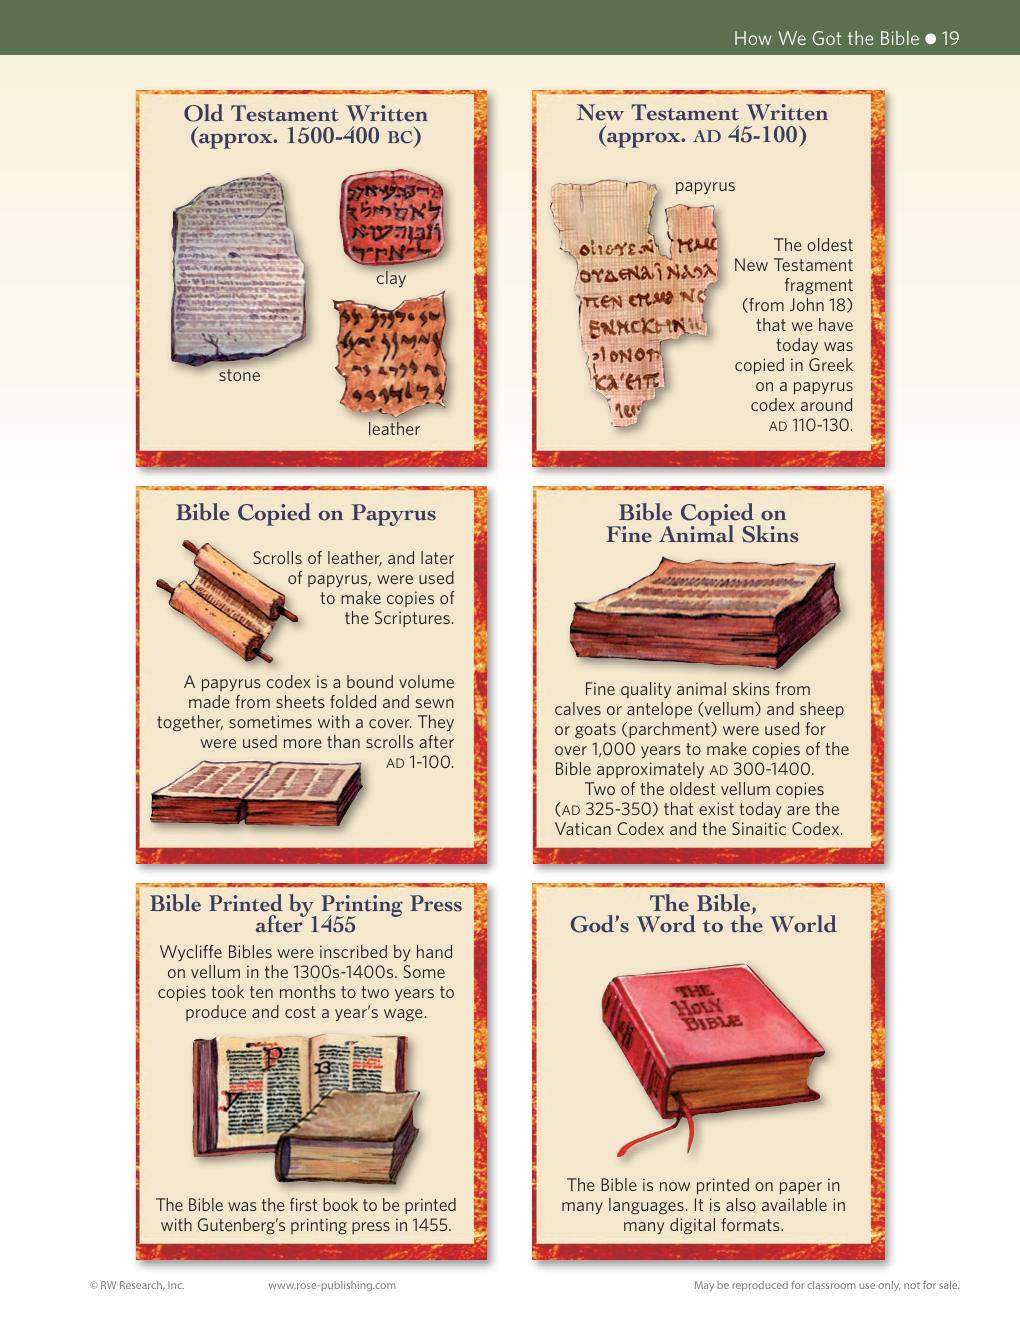 How We Got the Bible ● 19
Old Testament Written
(approx. 1500-400 BC)
stone
clay
leather
New Testament Written
(approx. AD 45-100)
papyrus
The oldest
New Testament
fragment
(from John 18)
that we have
today was
copied in Greek
on a papyrus
codex around
AD 110-130.
Bible Copied on Papyrus
Scrolls of leather, and later
of papyrus, were used
to make copies of
the Scriptures.
A papyrus codex is a bound volume
made from sheets folded and sewn
together, sometimes with a cover. They
were used more than scrolls after
AD 1-100.
Bible Copied on
Fine Animal Skins
Fine quality animal skins from
calves or antelope (vellum) and sheep
or goats (parchment) were used for
over 1,000 years to make copies of the
Bible approximately AD 300-1400.
Two of the oldest vellum copies
(AD 325-350) that exist today are the
Vatican Codex and the Sinaitic Codex.
Bible Printed by Printing Press
after 1455
Wycliffe Bibles were inscribed by hand
on vellum in the 1300s-1400s. Some
copies took ten months to two years to
produce and cost a year's wage.
The Bible was the first book to be printed
with Gutenberg's printing press in 1455.
The Bible,
God's Word to the World
THE
HOLY
BIBLE
The Bible is now printed on paper in
many languages. It is also available in
many digital formats.
© RW Research, Inc.
www.rose-publishing.com
May be reproduced for classroom use only, not for sale.